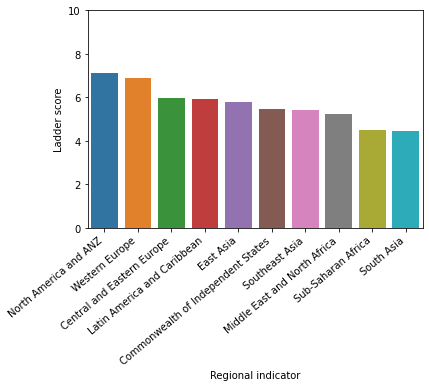 10
8
6
4
2
0
Ladder score
North America and ANZ
Western Europe
Central and Eastern Europe
Latin America and Caribbean
East Asia
Commonwealth of Independent States
Southeast Asia
Middle East and North Africa
Sub-Saharan Africa
South Asia
Regional indicator